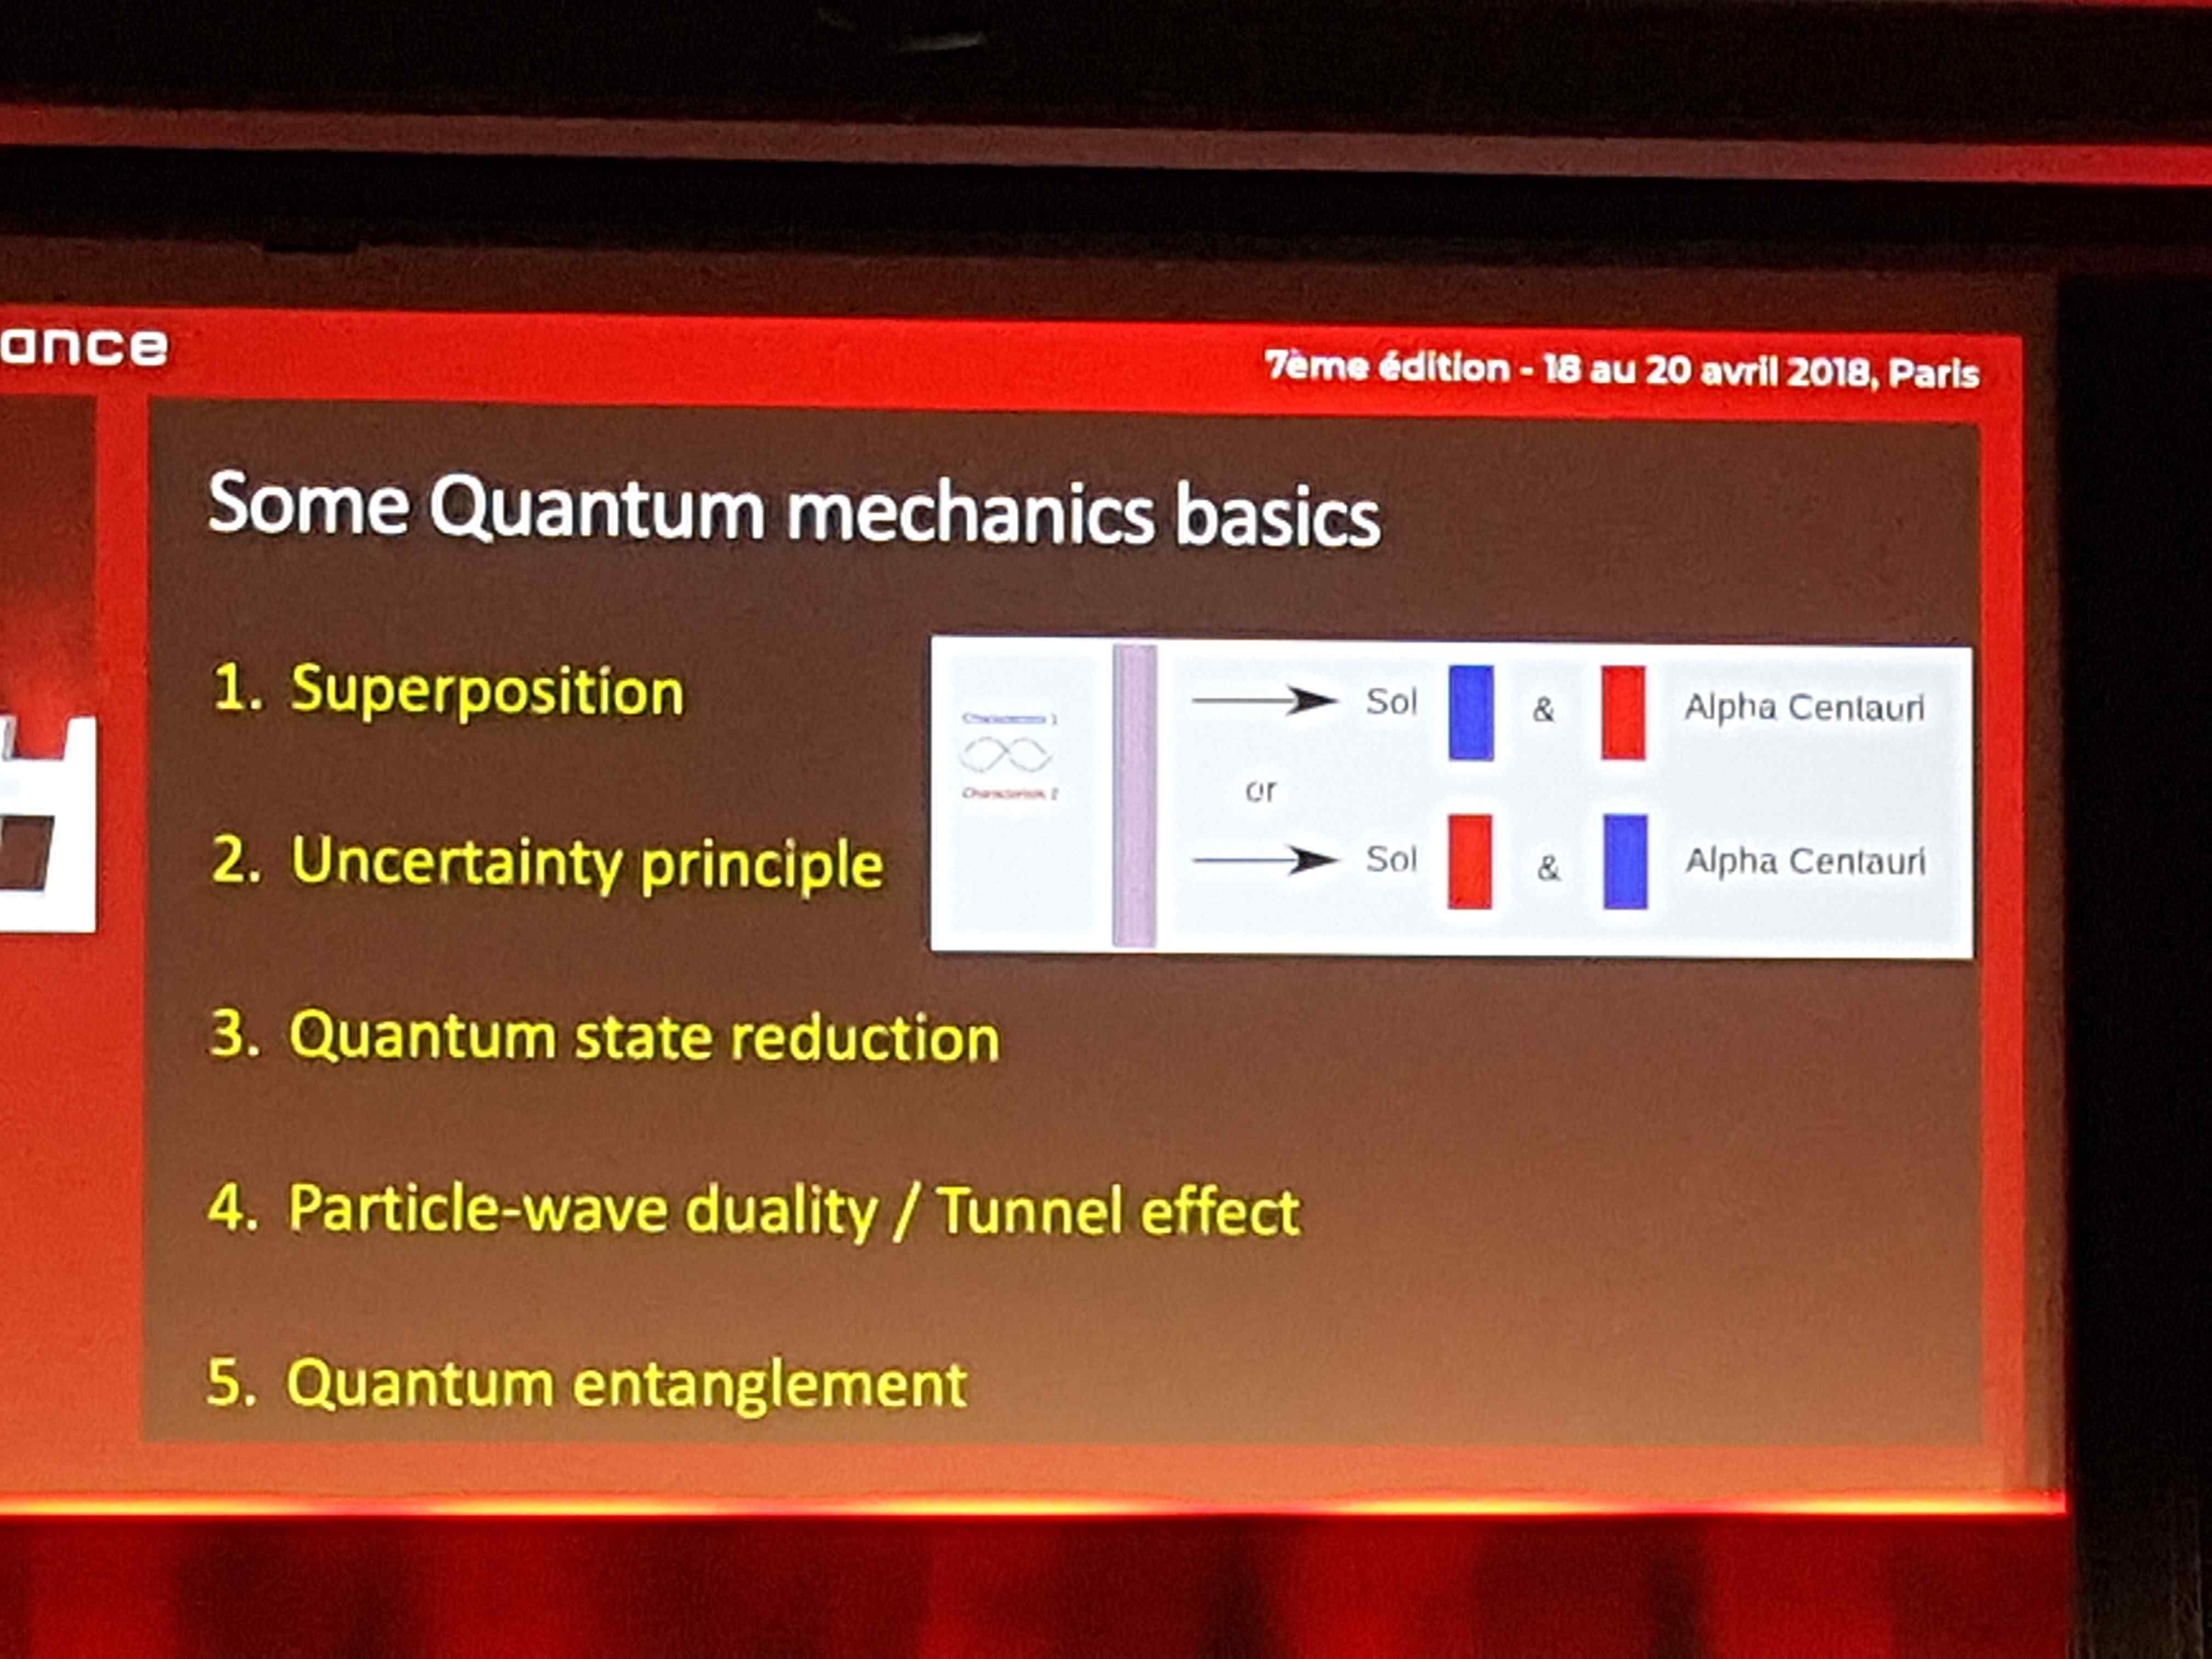 ance
7ème édition - 18 au 20 avril 2018, Paris
Some Quantum mechanics basics
1. Superposition
2. Uncertainty principle
3. Quantum state reduction
4. Particle-wave duality / Tunnel effect
5. Quantum entanglement
Sol & Alpha Centauri
or
Sol & Alpha Centauri